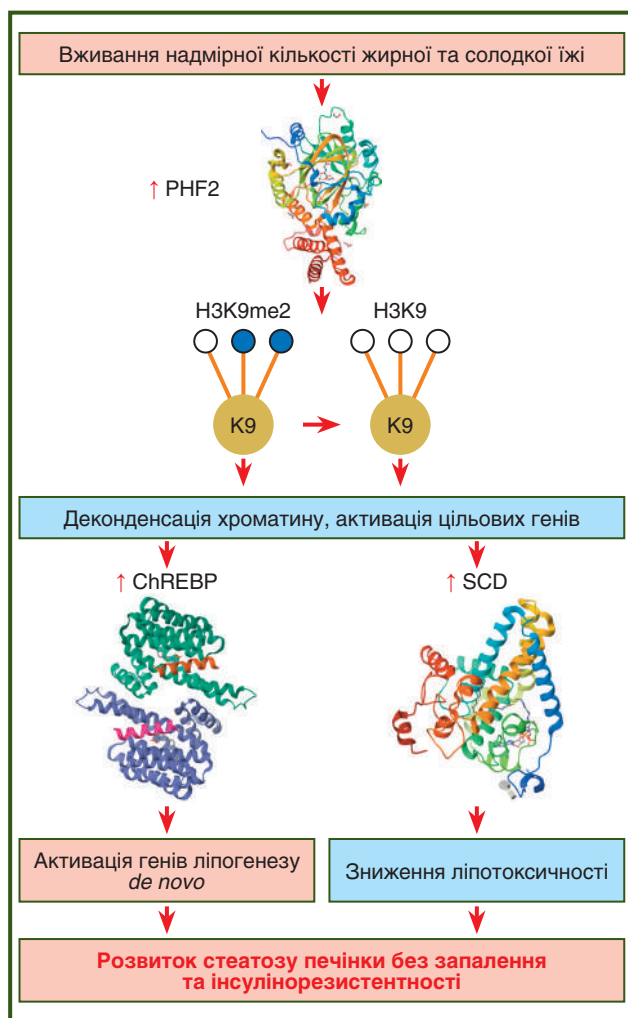 Вживання надмірної кількості жирної та солодкої їжі
↑ PHF2
H3K9me2
H3K9
K9
K9
Деконденсація хроматину, активація цільових генів
↑ ChREBP
↑ SCD
Активація генів ліпогенезу
de novo
Зниження ліпотоксичності
Розвиток стеатозу печінки без запалення
та інсулінорезистентності